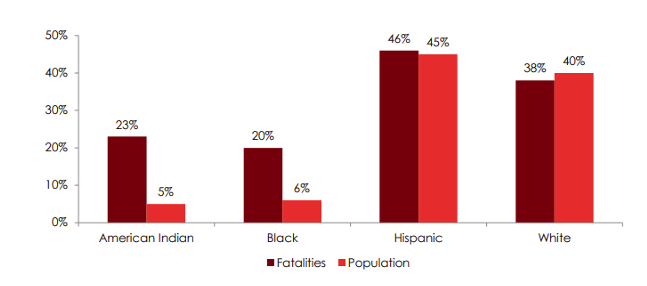 50%
46%
45%
40%
38%
40%
30%
23%
20%
20%
10%
5%
6%
0%
American Indian
Black
Hispanic
White
Fatalities
Population